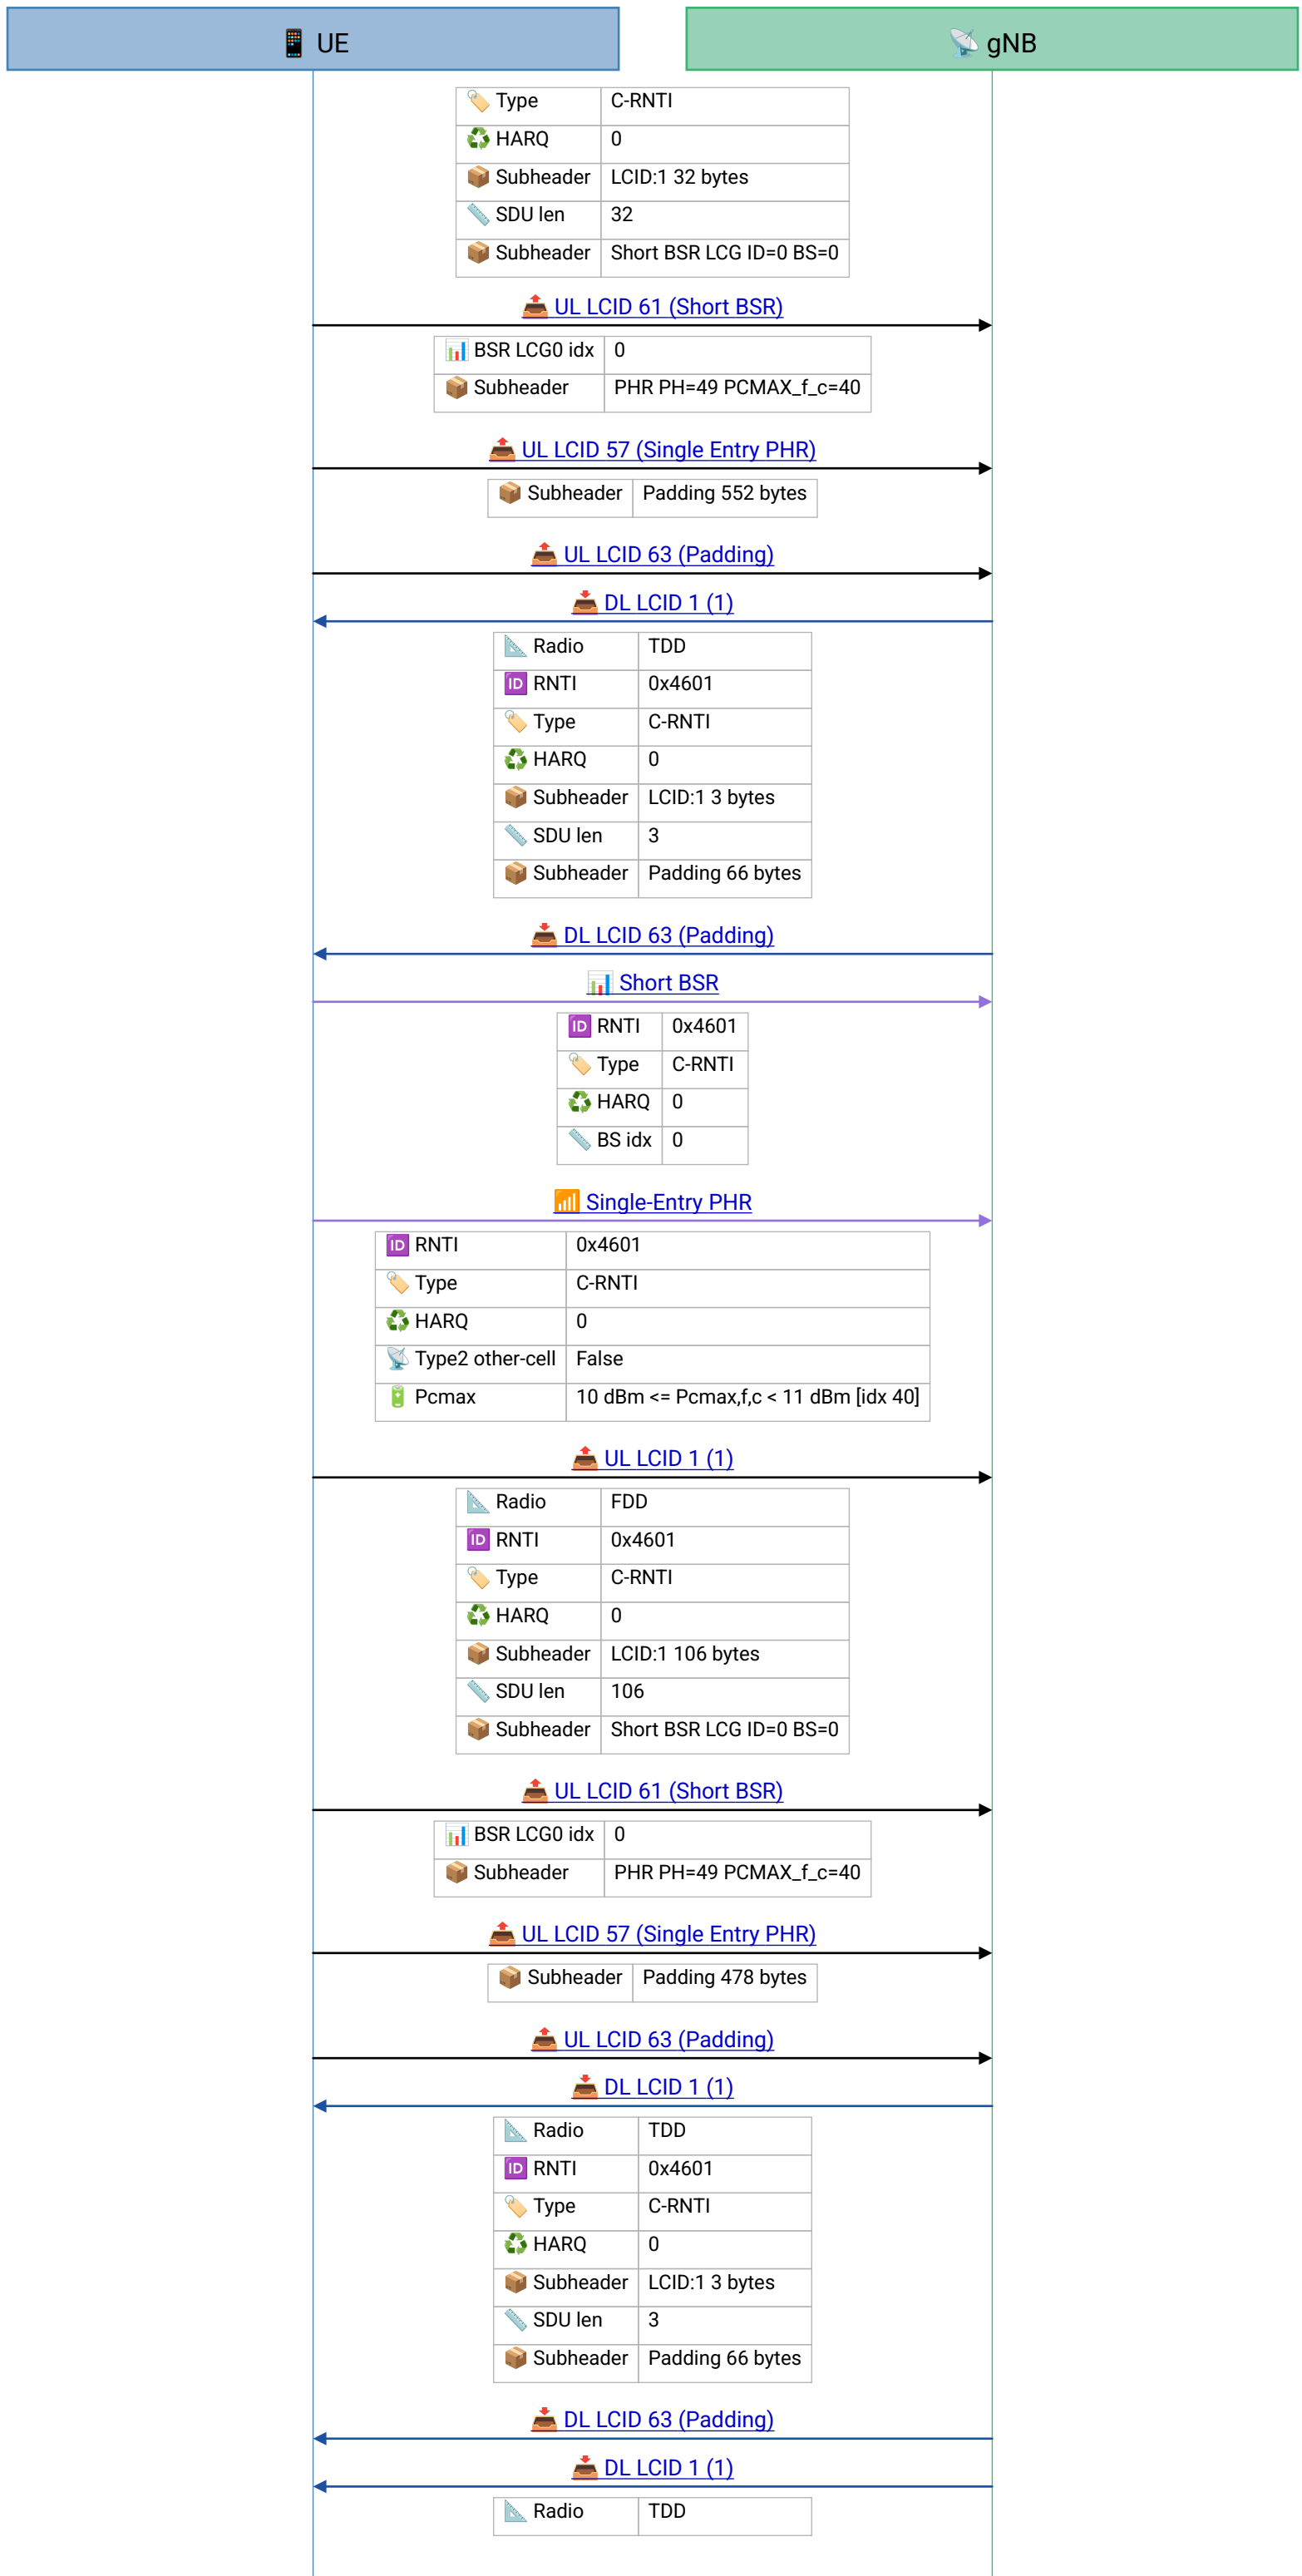 📱 UE
📡 gNB
🏷️ Type C-RNTI
♻️ HARQ 0
📦 Subheader LCID:1 32 bytes
📏 SDU len 32
📦 Subheader Short BSR LCG ID=0 BS=0
📤 UL LCID 61 (Short BSR)
📊 BSR LCG0 idx 0
📦 Subheader PHR PH=49 PCMAX_f_c=40
📤 UL LCID 57 (Single Entry PHR)
📦 Subheader Padding 552 bytes
📤 UL LCID 63 (Padding)
📥 DL LCID 1 (1)
📐 Radio TDD
🆔 RNTI 0x4601
🏷️ Type C-RNTI
♻️ HARQ 0
📦 Subheader LCID:1 3 bytes
📏 SDU len 3
📦 Subheader Padding 66 bytes
📥 DL LCID 63 (Padding)
📊 Short BSR
🆔 RNTI 0x4601
🏷️ Type C-RNTI
♻️ HARQ 0
📏 BS idx 0
📶 Single-Entry PHR
🆔 RNTI 0x4601
🏷️ Type C-RNTI
♻️ HARQ 0
📡 Type2 other-cell False
🔋 Pcmax 10 dBm <= Pcmax,f,c < 11 dBm [idx 40]
📤 UL LCID 1 (1)
📐 Radio FDD
🆔 RNTI 0x4601
🏷️ Type C-RNTI
♻️ HARQ 0
📦 Subheader LCID:1 106 bytes
📏 SDU len 106
📦 Subheader Short BSR LCG ID=0 BS=0
📤 UL LCID 61 (Short BSR)
📊 BSR LCG0 idx 0
📦 Subheader PHR PH=49 PCMAX_f_c=40
📤 UL LCID 57 (Single Entry PHR)
📦 Subheader Padding 478 bytes
📤 UL LCID 63 (Padding)
📥 DL LCID 1 (1)
📐 Radio TDD
🆔 RNTI 0x4601
🏷️ Type C-RNTI
♻️ HARQ 0
📦 Subheader LCID:1 3 bytes
📏 SDU len 3
📦 Subheader Padding 66 bytes
📥 DL LCID 63 (Padding)
📥 DL LCID 1 (1)
📐 Radio TDD